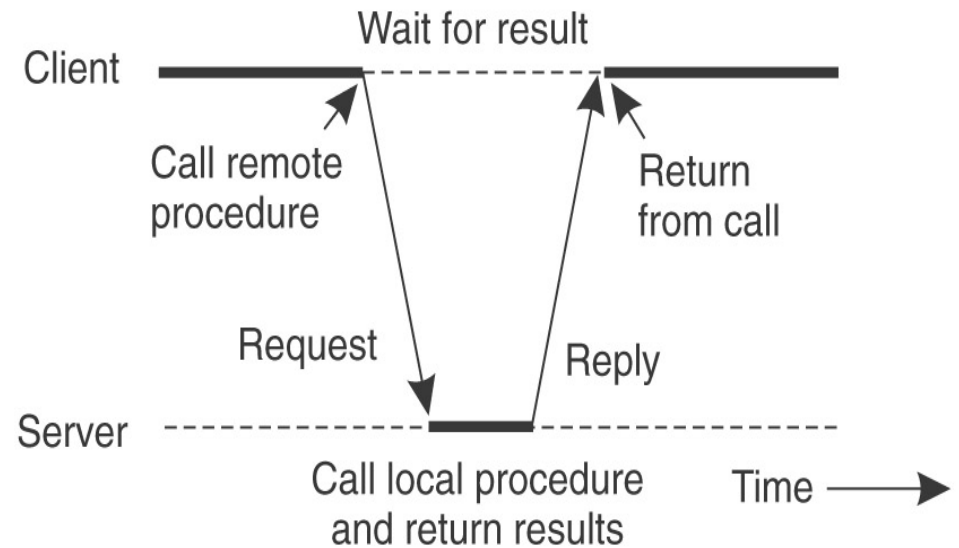 Wait for result
Client
Call remote
procedure
Return
from call
Request
Reply
Server
Call local procedure
and return results
Time